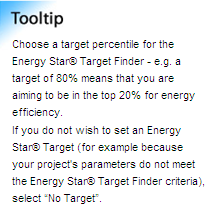 Tooltip
Choose a target percentile for the
Energy Star® Target Finder - e.g. a
target of 80% means that you are
aiming to be in the top 20% for energy
efficiency.
If you do not wish to set an Energy
Star® Target (for example because
your project's parameters do not meet
the Energy Star® Target Finder criteria),
select “No Target”.